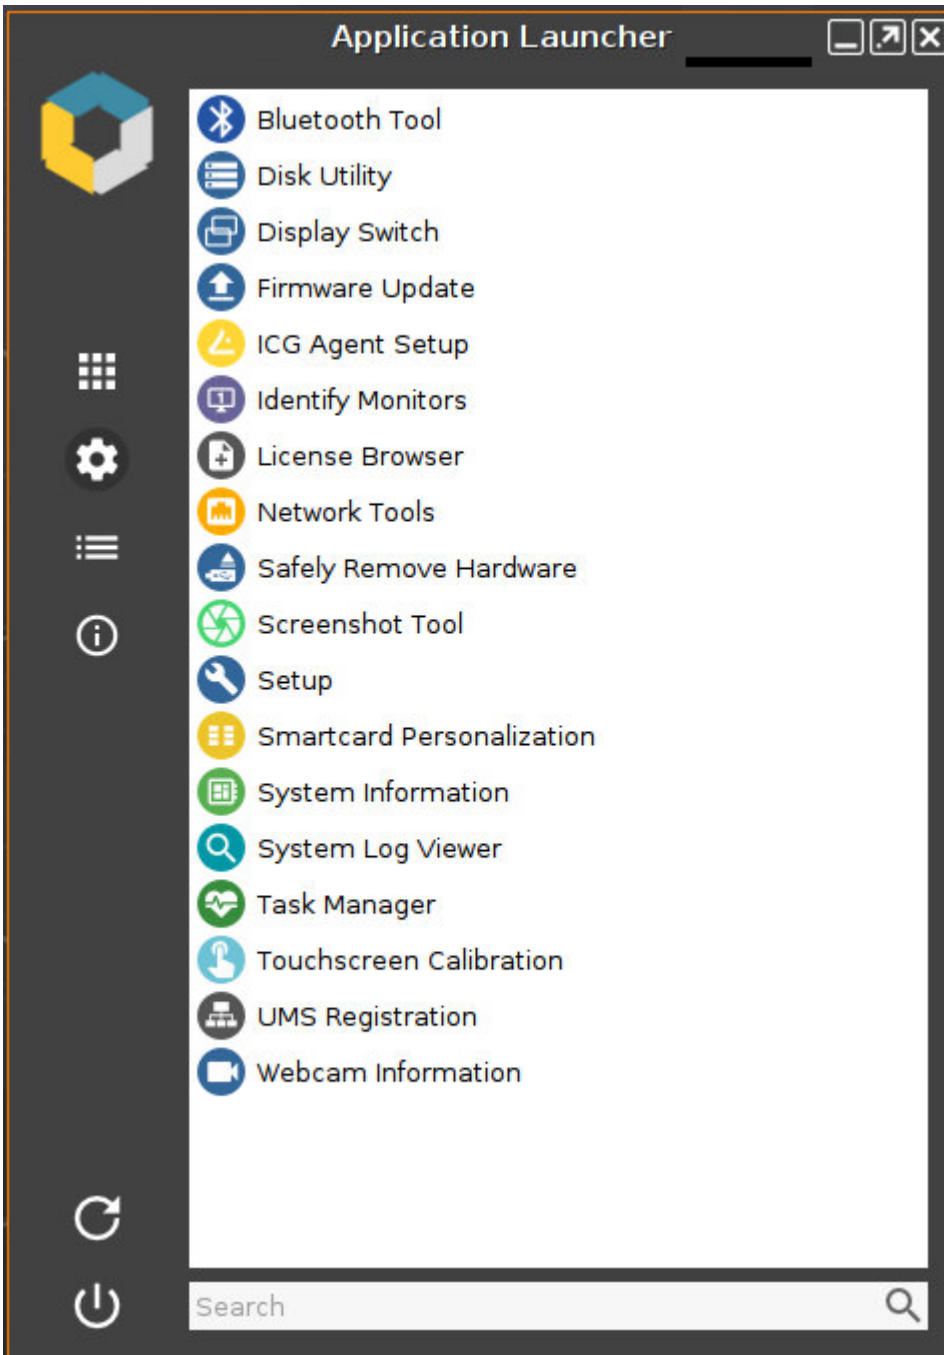 Application Launcher
Bluetooth Tool
Disk Utility
Display Switch
Firmware Update
ICG Agent Setup
Identify Monitors
License Browser
Network Tools
Safely Remove Hardware
Screenshot Tool
Setup
Smartcard Personalization
System Information
System Log Viewer
Task Manager
Touchscreen Calibration
UMS Registration
Webcam Information
Search